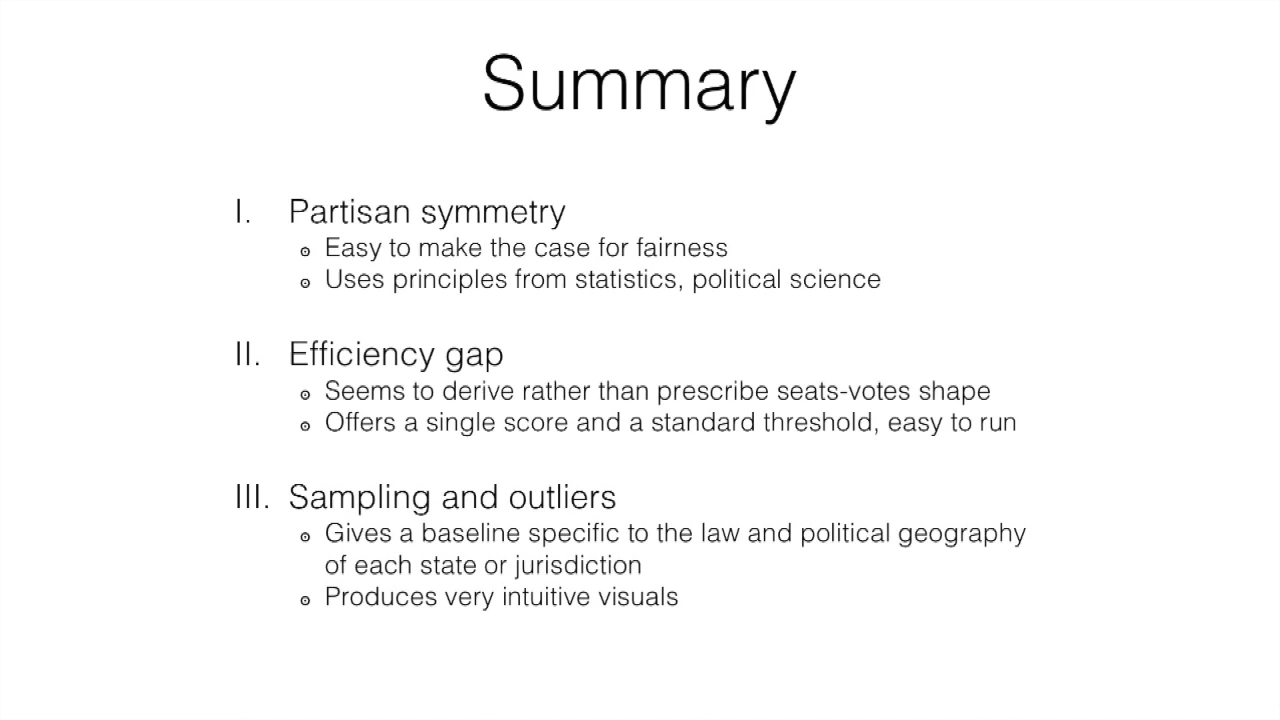 Summary
I. Partisan symmetry
Easy to make the case for fairness
Uses principles from statistics, political science
II. Efficiency gap
Seems to derive rather than prescribe seats-votes shape
Offers a single score and a standard threshold, easy to run
III. Sampling and outliers
Gives a baseline specific to the law and political geography
of each state or jurisdiction
Produces very intuitive visuals